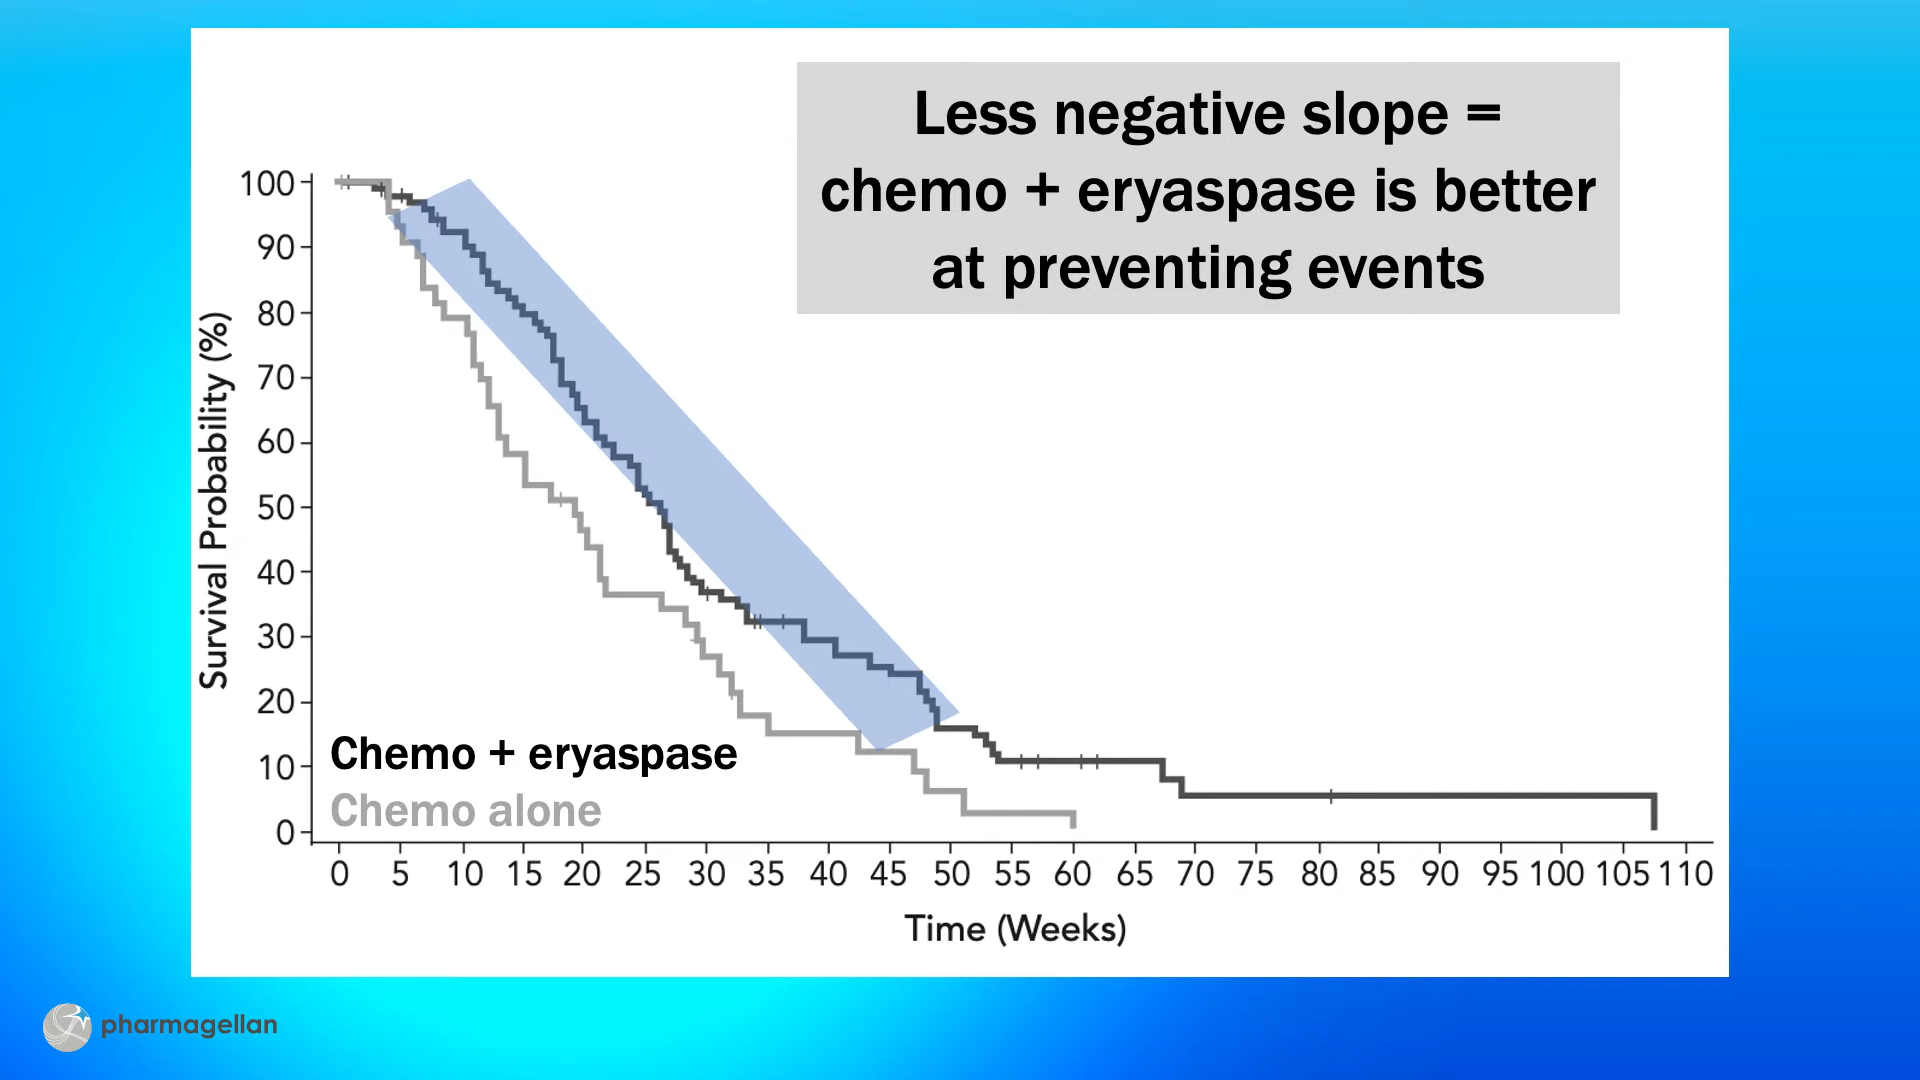 Less negative slope =
chemo + eryaspase is better
at preventing events
100
90
80
70
60
50
40
30
20
10
0
Survival Probability (%)
Chemo + eryaspase
Chemo alone
0 5 10 15 20 25 30 35 40 45 50 55 60 65 70 75 80 85 90 95 100 105 110
Time (Weeks)
pharmagellan